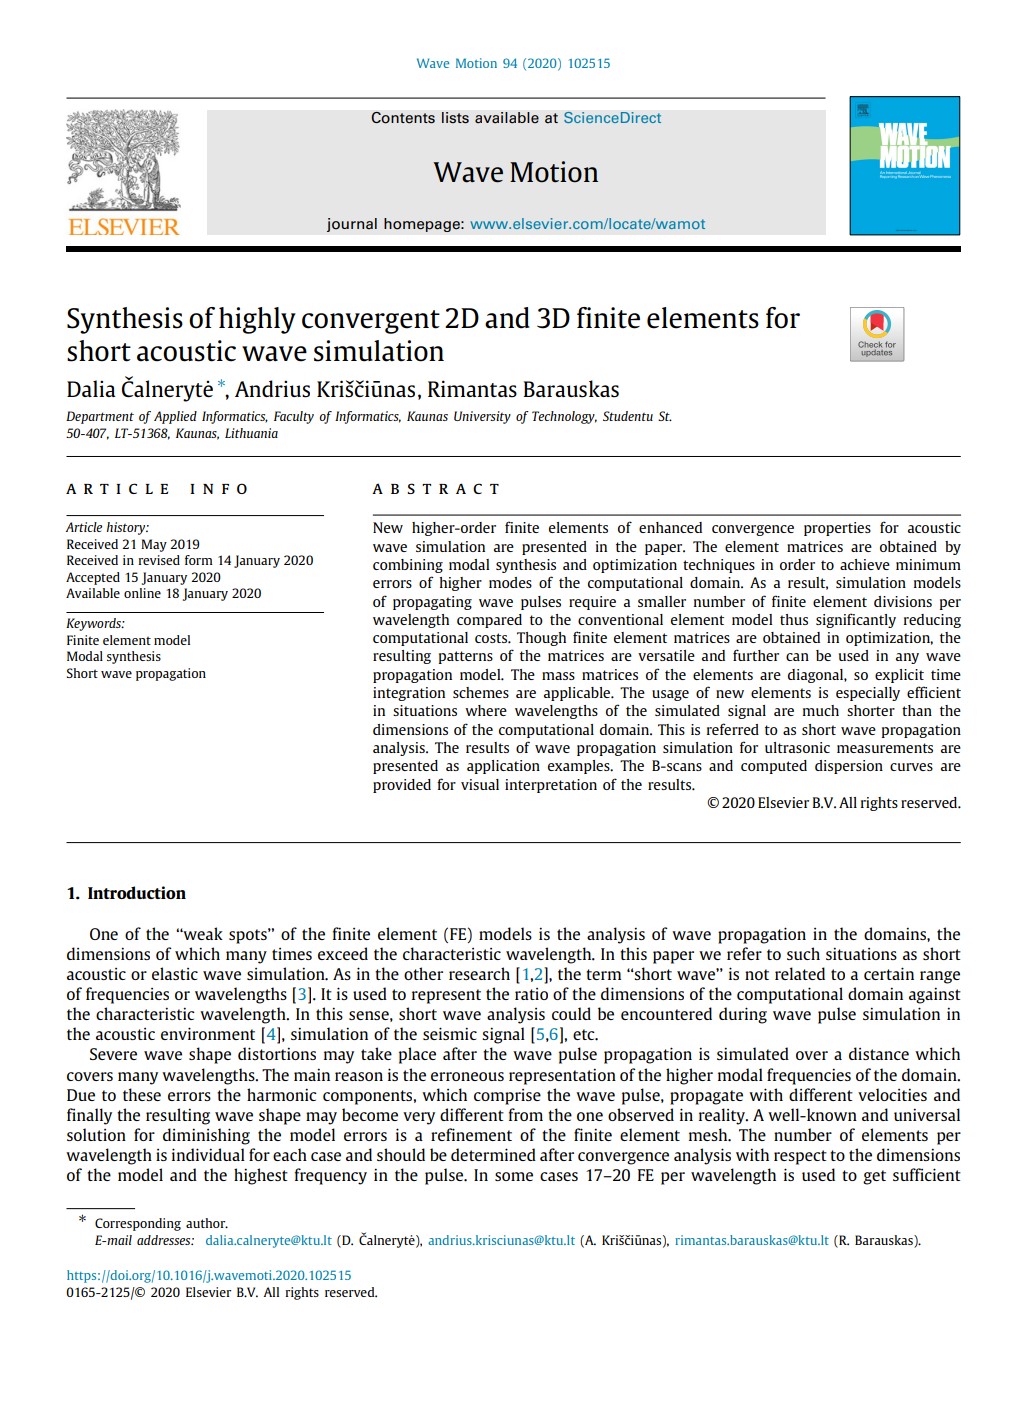 Wave Motion 94 (2020) 102515
Contents lists available at ScienceDirect
Wave Motion
journal homepage: www.elsevier.com/locate/wamot
ELSEVIER
WAVE
MOTION
Synthesis of highly convergent 2D and 3D finite elements for
short acoustic wave simulation
Check for
updates
Dalia Čalnerytė *, Andrius Kriščiūnas, Rimantas Barauskas
Department of Applied Informatics, Faculty of Informatics, Kaunas University of Technology, Studentu St.
50-407, LT-51368, Kaunas, Lithuania
ARTICLE INFO
Article history:
Received 21 May 2019
Received in revised form 14 January 2020
Accepted 15 January 2020
Available online 18 January 2020
Keywords:
Finite element model
Modal synthesis
Short wave propagation
ABSTRACT
New higher-order finite elements of enhanced convergence properties for acoustic
wave simulation are presented in the paper. The element matrices are obtained by
combining modal synthesis and optimization techniques in order to achieve minimum
errors of higher modes of the computational domain. As a result, simulation models
of propagating wave pulses require a smaller number of finite element divisions per
wavelength compared to the conventional element model thus significantly reducing
computational costs. Though finite element matrices are obtained in optimization, the
resulting patterns of the matrices are versatile and further can be used in any wave
propagation model. The mass matrices of the elements are diagonal, so explicit time
integration schemes are applicable. The usage of new elements is especially efficient
in situations where wavelengths of the simulated signal are much shorter than the
dimensions of the computational domain. This is referred to as short wave propagation
analysis. The results of wave propagation simulation for ultrasonic measurements are
presented as application examples. The B-scans and computed dispersion curves are
provided for visual interpretation of the results.
© 2020 Elsevier B.V. All rights reserved.
1. Introduction
One of the “weak spots” of the finite element (FE) models is the analysis of wave propagation in the domains, the
dimensions of which many times exceed the characteristic wavelength. In this paper we refer to such situations as short
acoustic or elastic wave simulation. As in the other research [1,2], the term “short wave” is not related to a certain range
of frequencies or wavelengths [3]. It is used to represent the ratio of the dimensions of the computational domain against
the characteristic wavelength. In this sense, short wave analysis could be encountered during wave pulse simulation in
the acoustic environment [4], simulation of the seismic signal [5,6], etc.
Severe wave shape distortions may take place after the wave pulse propagation is simulated over a distance which
covers many wavelengths. The main reason is the erroneous representation of the higher modal frequencies of the domain.
Due to these errors the harmonic components, which comprise the wave pulse, propagate with different velocities and
finally the resulting wave shape may become very different from the one observed in reality. A well-known and universal
solution for diminishing the model errors is a refinement of the finite element mesh. The number of elements per
wavelength is individual for each case and should be determined after convergence analysis with respect to the dimensions
of the model and the highest frequency in the pulse. In some cases 17–20 FE per wavelength is used to get sufficient
* Corresponding author.
E-mail addresses: dalia.calneryte@ktu.lt (D. Čalnerytė), andrius.krisciunas@ktu.lt (A. Kriščiūnas), rimantas.barauskas@ktu.lt (R. Barauskas).
https://doi.org/10.1016/j.wavemoti.2020.102515
0165-2125/© 2020 Elsevier B.V. All rights reserved.